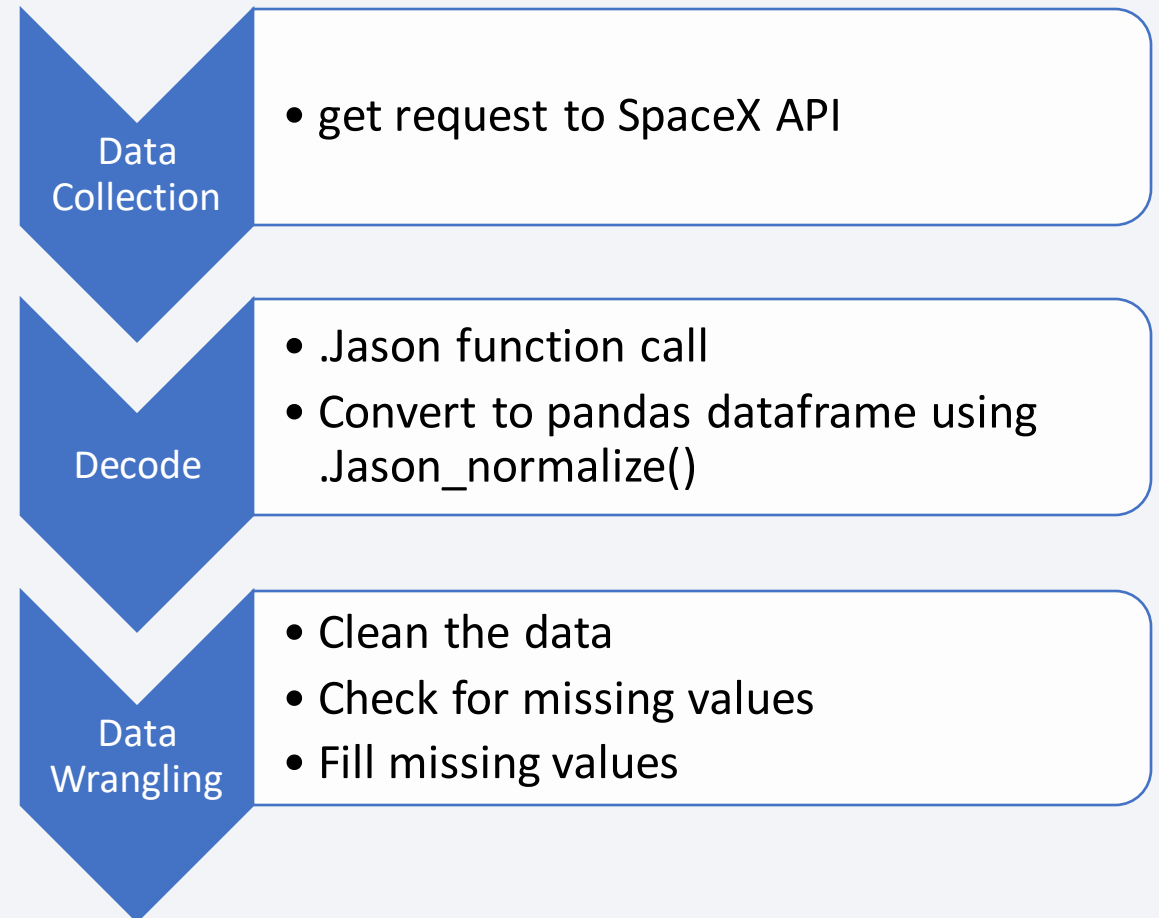 Data
Collection
• get request to SpaceX API
Decode
• .Jason function call
• Convert to pandas dataframe using
.Jason_normalize()
Data
Wrangling
• Clean the data
• Check for missing values
• Fill missing values